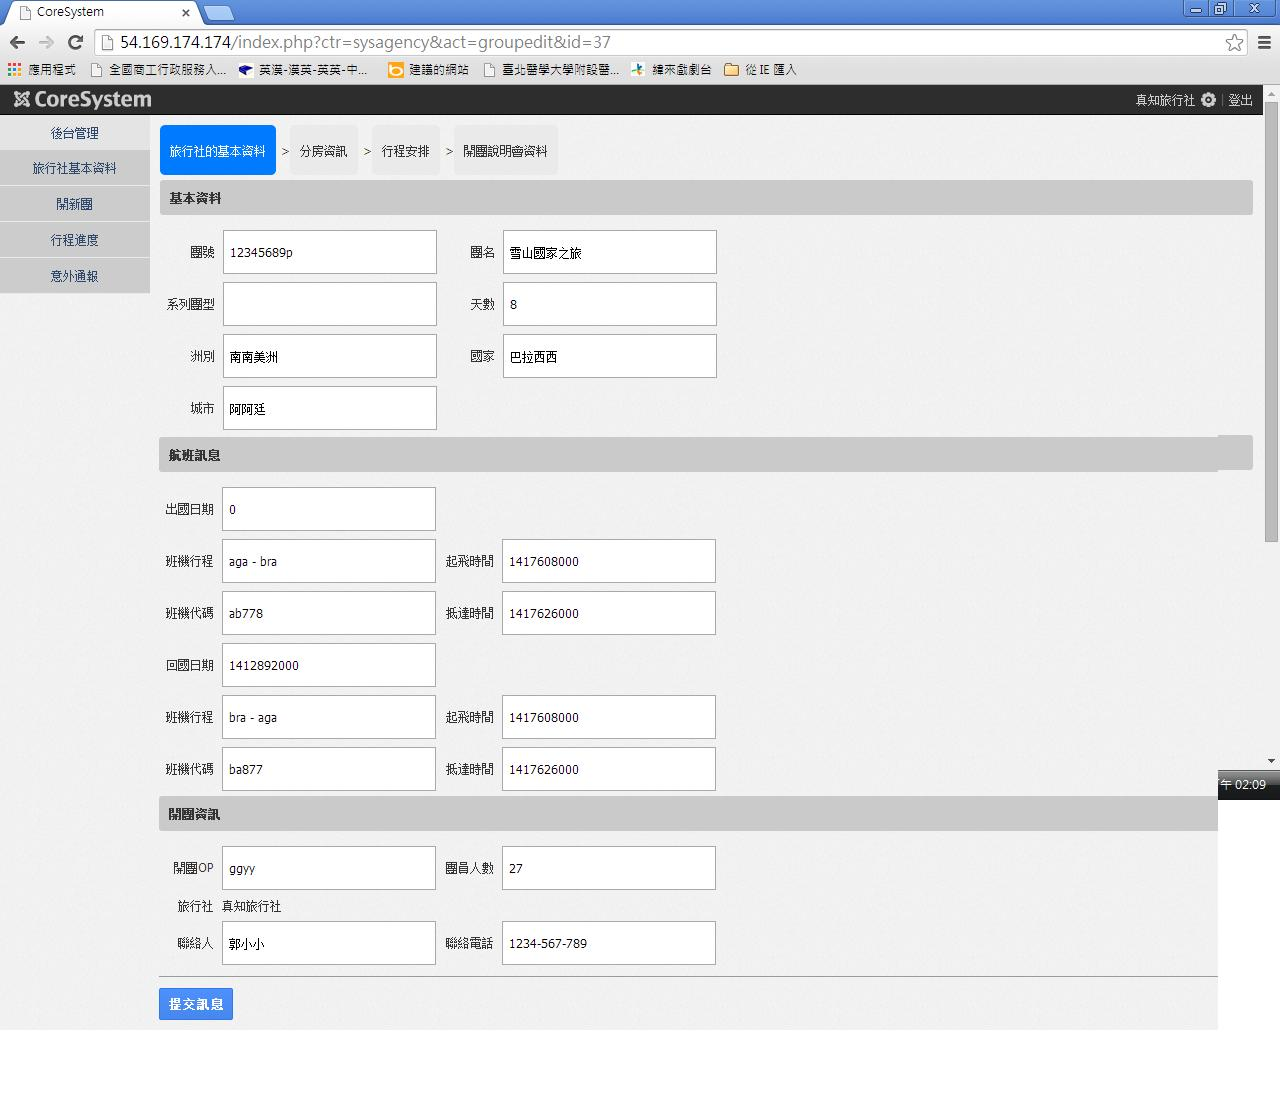 CoreSystem
54.169.174.174/index.php?ctr=sysagency&act=groupedit&id=37
應用程式 全國商工行政服務入... 英漢-漢英-英英-中... 建議的網站 臺北醫學大學附設醫... 緯來戲劇台 從 IE 匯入
CoreSystem 真知旅行社 | 登出
後台管理
旅行社基本資料
開新團
行程進度
意外通報
旅行社的基本資料 > 分房資訊 > 行程安排 > 開團說明會資料
基本資料
團號 12345689p 團名 雪山國家之旅
系列團型 天數 8
洲別 南南美洲 國家 巴拉西西
城市 阿阿廷
航班訊息
出國日期 0
班機行程 aga - bra 起飛時間 1417608000
班機代碼 ab778 抵達時間 1417626000
回國日期 1412892000
班機行程 bra - aga 起飛時間 1417608000
班機代碼 ba877 抵達時間 1417626000
午 02:09
開團資訊
開團OP ggyy 團員人數 27
旅行社 真知旅行社
聯絡人 郭小小 聯絡電話 1234-567-789
提交訊息